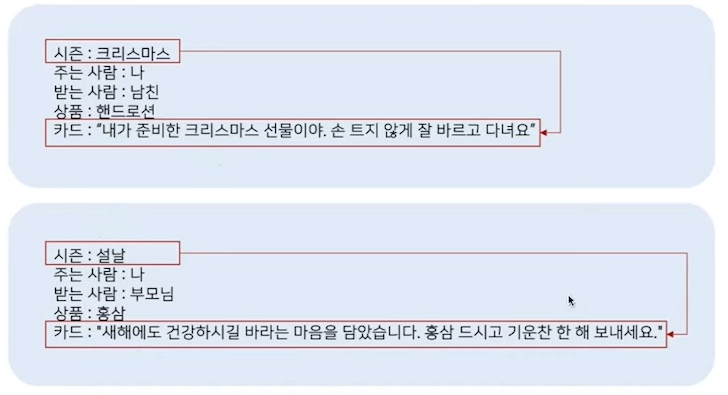 시즌 : 크리스마스
주는 사람 : 나
받는 사람 : 남친
상품 : 핸드로션
카드 : “내가 준비한 크리스마스 선물이야. 손 트지 않게 잘 바르고 다녀요”
시즌 : 설날
주는 사람 : 나
받는 사람 : 부모님
상품 : 홍삼
카드 : "새해에도 건강하시길 바라는 마음을 담았습니다. 홍삼 드시고 기운찬 한 해 보내세요."